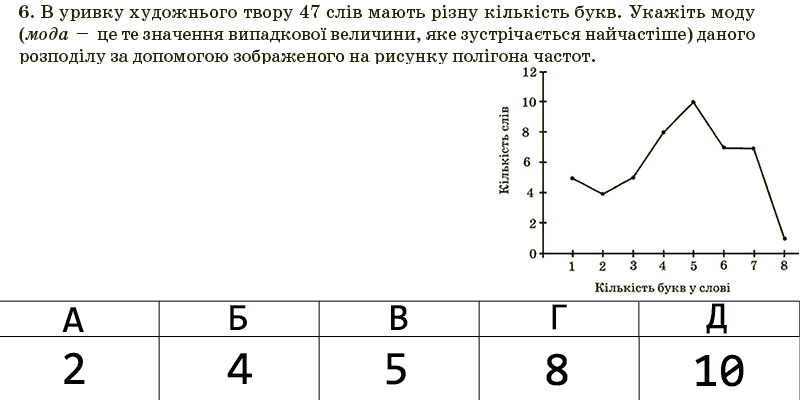 6. В уривку художнього твору 47 слів мають різну кількість букв. Укажіть моду
(мода − це те значення випадкової величини, яке зустрічається найчастіше) даного
розподілу за допомогою зображеного на рисунку полігона частот.
12
10
8
6
4
2
0
Кількість слів
1 2 3 4 5 6 7 8
Кількість букв у слові
А Б В Г Д
2 4 5 8 10